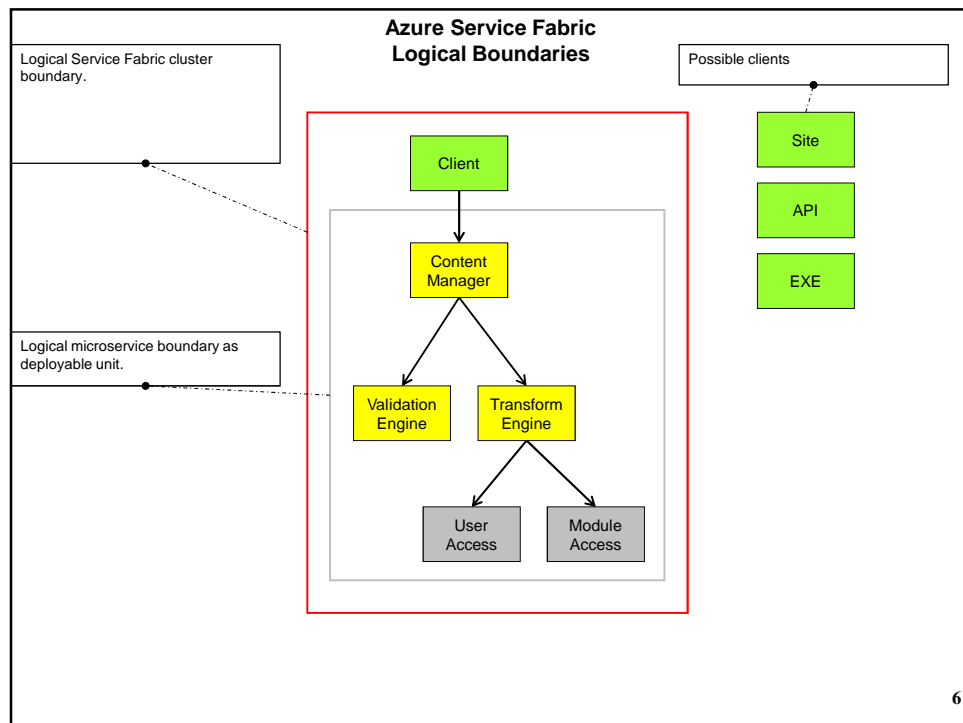 Azure Service Fabric
Logical Boundaries
Logical Service Fabric cluster
boundary.
Possible clients
Client
Site
API
EXE
Content
Manager
Logical microservice boundary as
deployable unit.
Validation
Engine
Transform
Engine
User
Access
Module
Access
6